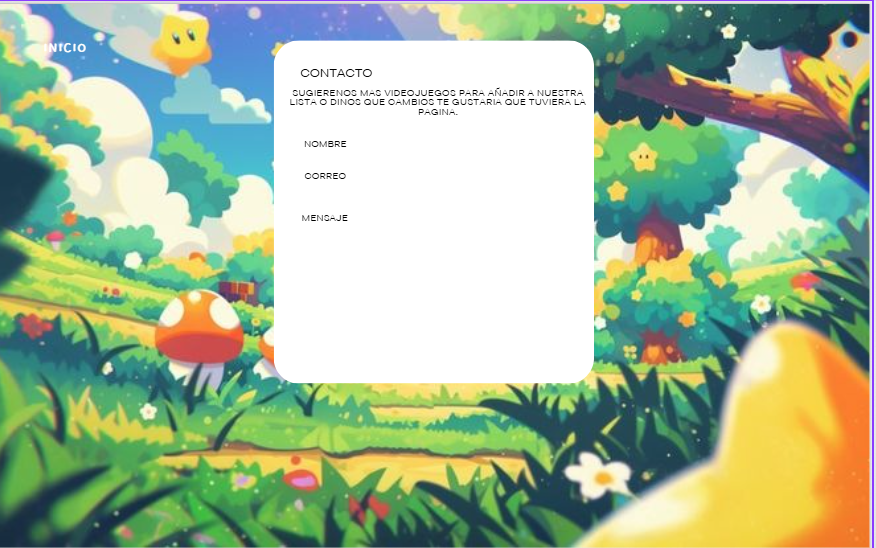 INICIO
CONTACTO
SUGIERENOS MAS VIDEOJUEGOS PARA AÑADIR A NUESTRA
LISTA O DINOS QUE CAMBIOS TE GUSTARIA QUE TUVIERA LA
PAGINA.
NOMBRE
CORREO
MENSAJE